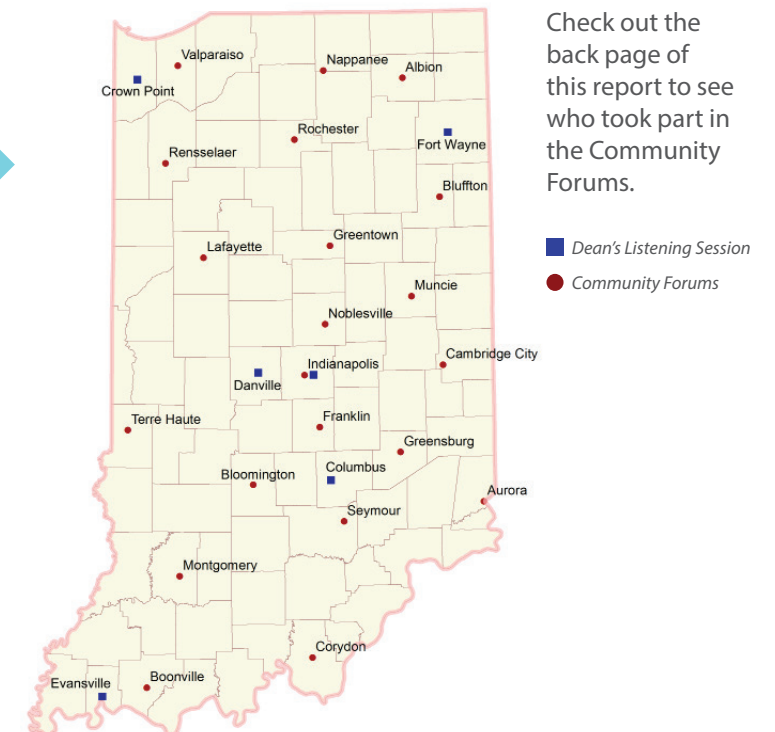 Check out the
back page of
this report to see
who took part in
the Community
Forums.
Dean's Listening Session
Community Forums
Valparaiso
Nappanee
Albion
Crown Point
Rochester
Fort Wayne
Rensselaer
Bluffton
Greentown
Lafayette
Muncie
Noblesville
Cambridge City
Indianapolis
Danville
Terre Haute
Franklin
Greensburg
Columbus
Bloomington
Aurora
Seymour
Montgomery
Corydon
Boonville
Evansville